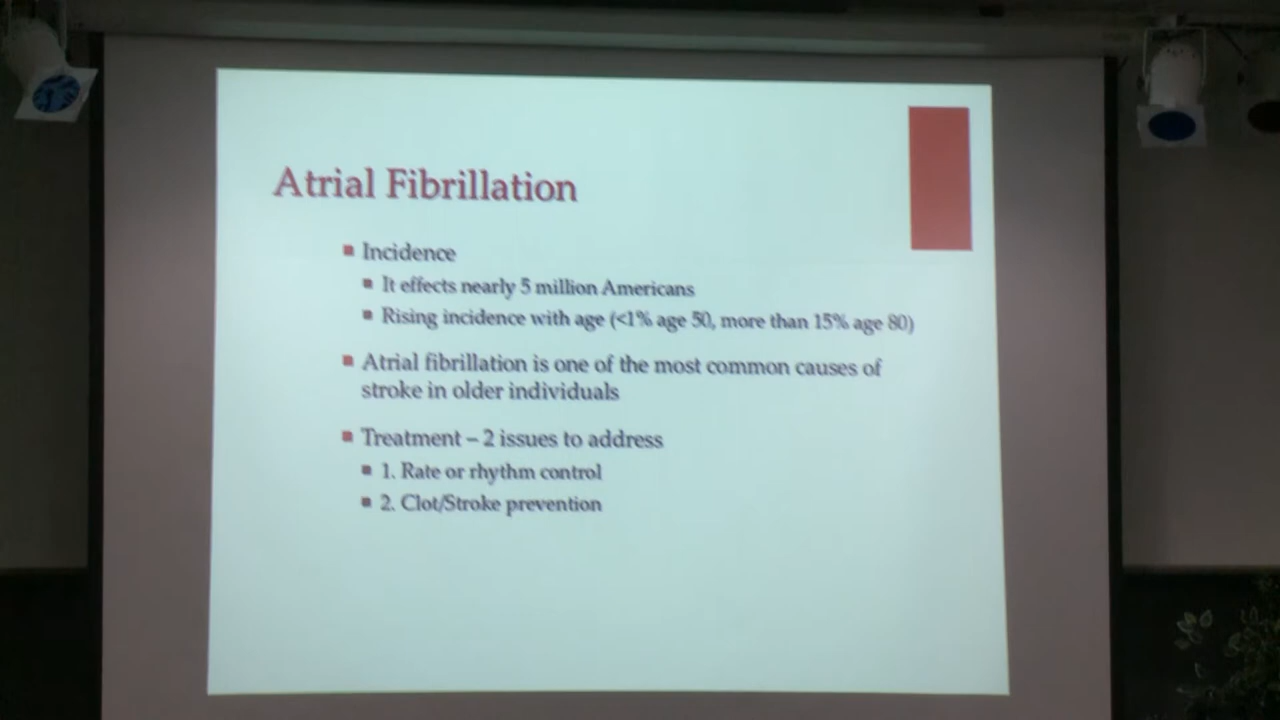 Atrial Fibrillation
Incidence
It effects nearly 5 million Americans
Rising incidence with age (<1% age 50, more than 15% age 80)
Atrial fibrillation is one of the most common causes of
stroke in older individuals
Treatment – 2 issues to address
1. Rate or rhythm control
2. Clot/Stroke prevention